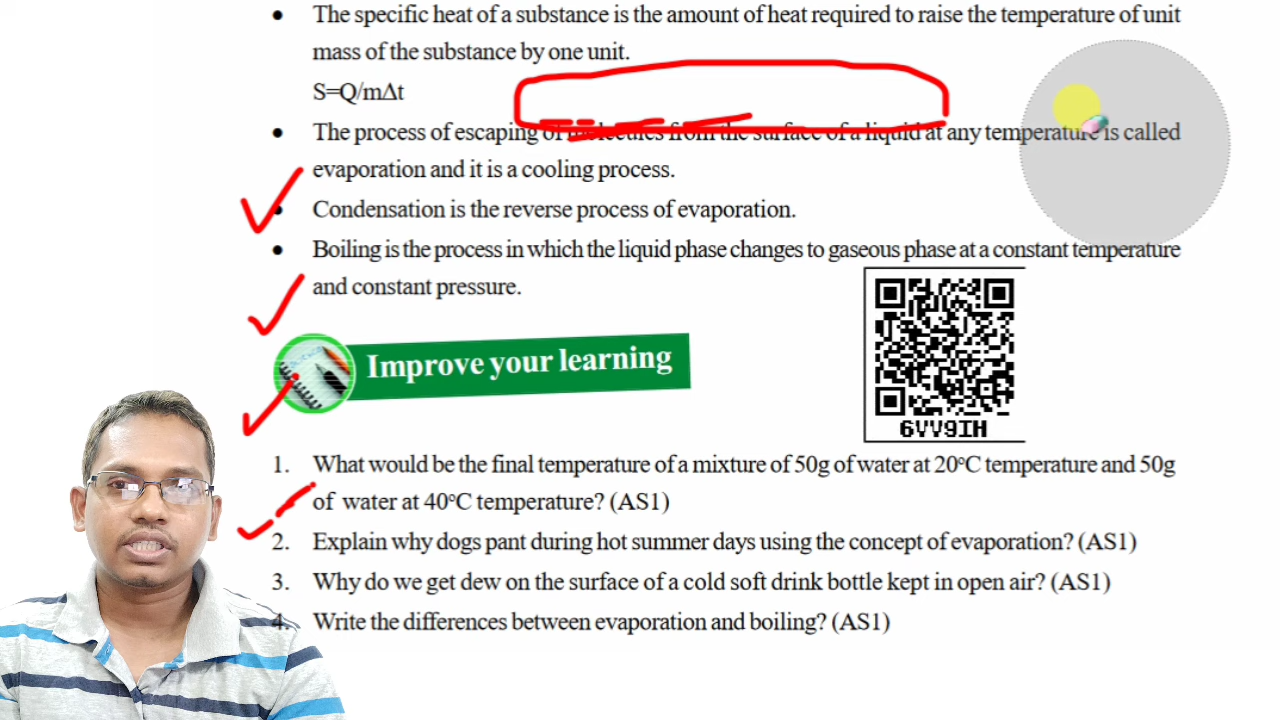 • The specific heat of a substance is the amount of heat required to raise the temperature of unit
mass of the substance by one unit.
S=Q/mΔt
• The process of escaping of molecules from the surface of a liquid at any temperature is called
evaporation and it is a cooling process.
• Condensation is the reverse process of evaporation.
• Boiling is the process in which the liquid phase changes to gaseous phase at a constant temperature
and constant pressure.
Improve your learning
6VV9IH
1. What would be the final temperature of a mixture of 50g of water at 20°C temperature and 50g
of water at 40°C temperature? (AS1)
2. Explain why dogs pant during hot summer days using the concept of evaporation? (AS1)
3. Why do we get dew on the surface of a cold soft drink bottle kept in open air? (AS1)
4. Write the differences between evaporation and boiling? (AS1)